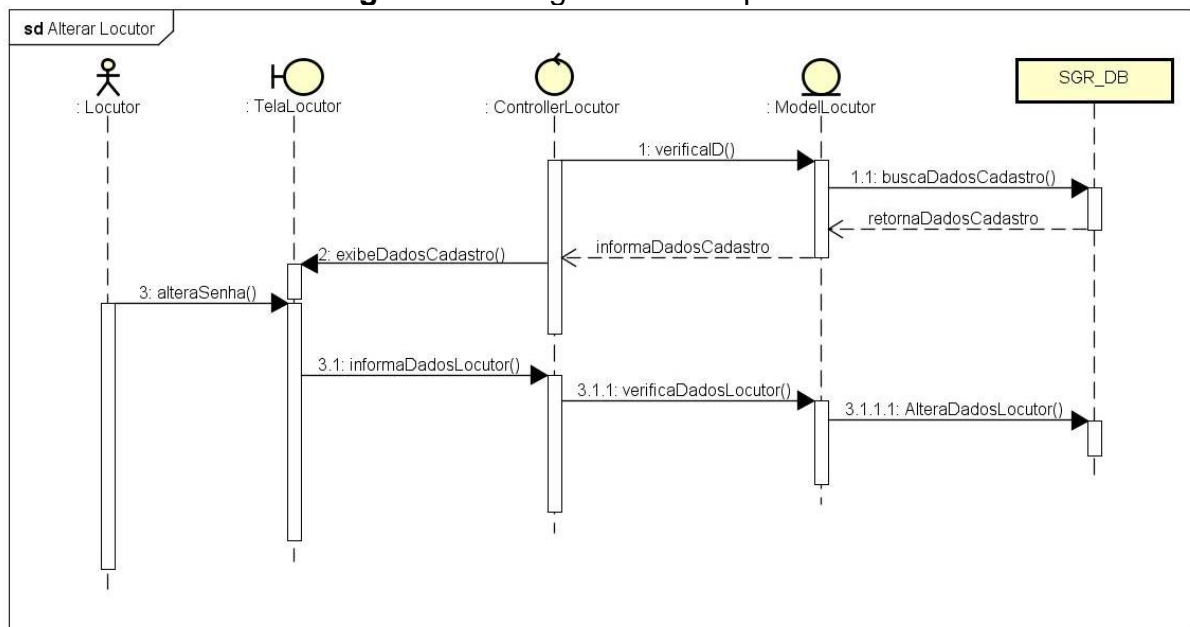 sd Alterar Locutor
: Locutor
: TelaLocutor
: ControllerLocutor
: ModelLocutor
SGR_DB
1: verificaID()
1.1: buscaDadosCadastro()
retornaDadosCadastro
informaDadosCadastro
2: exibeDadosCadastro()
3: alteraSenha()
3.1: informaDadosLocutor()
3.1.1: verificaDadosLocutor()
3.1.1.1: AlteraDadosLocutor()